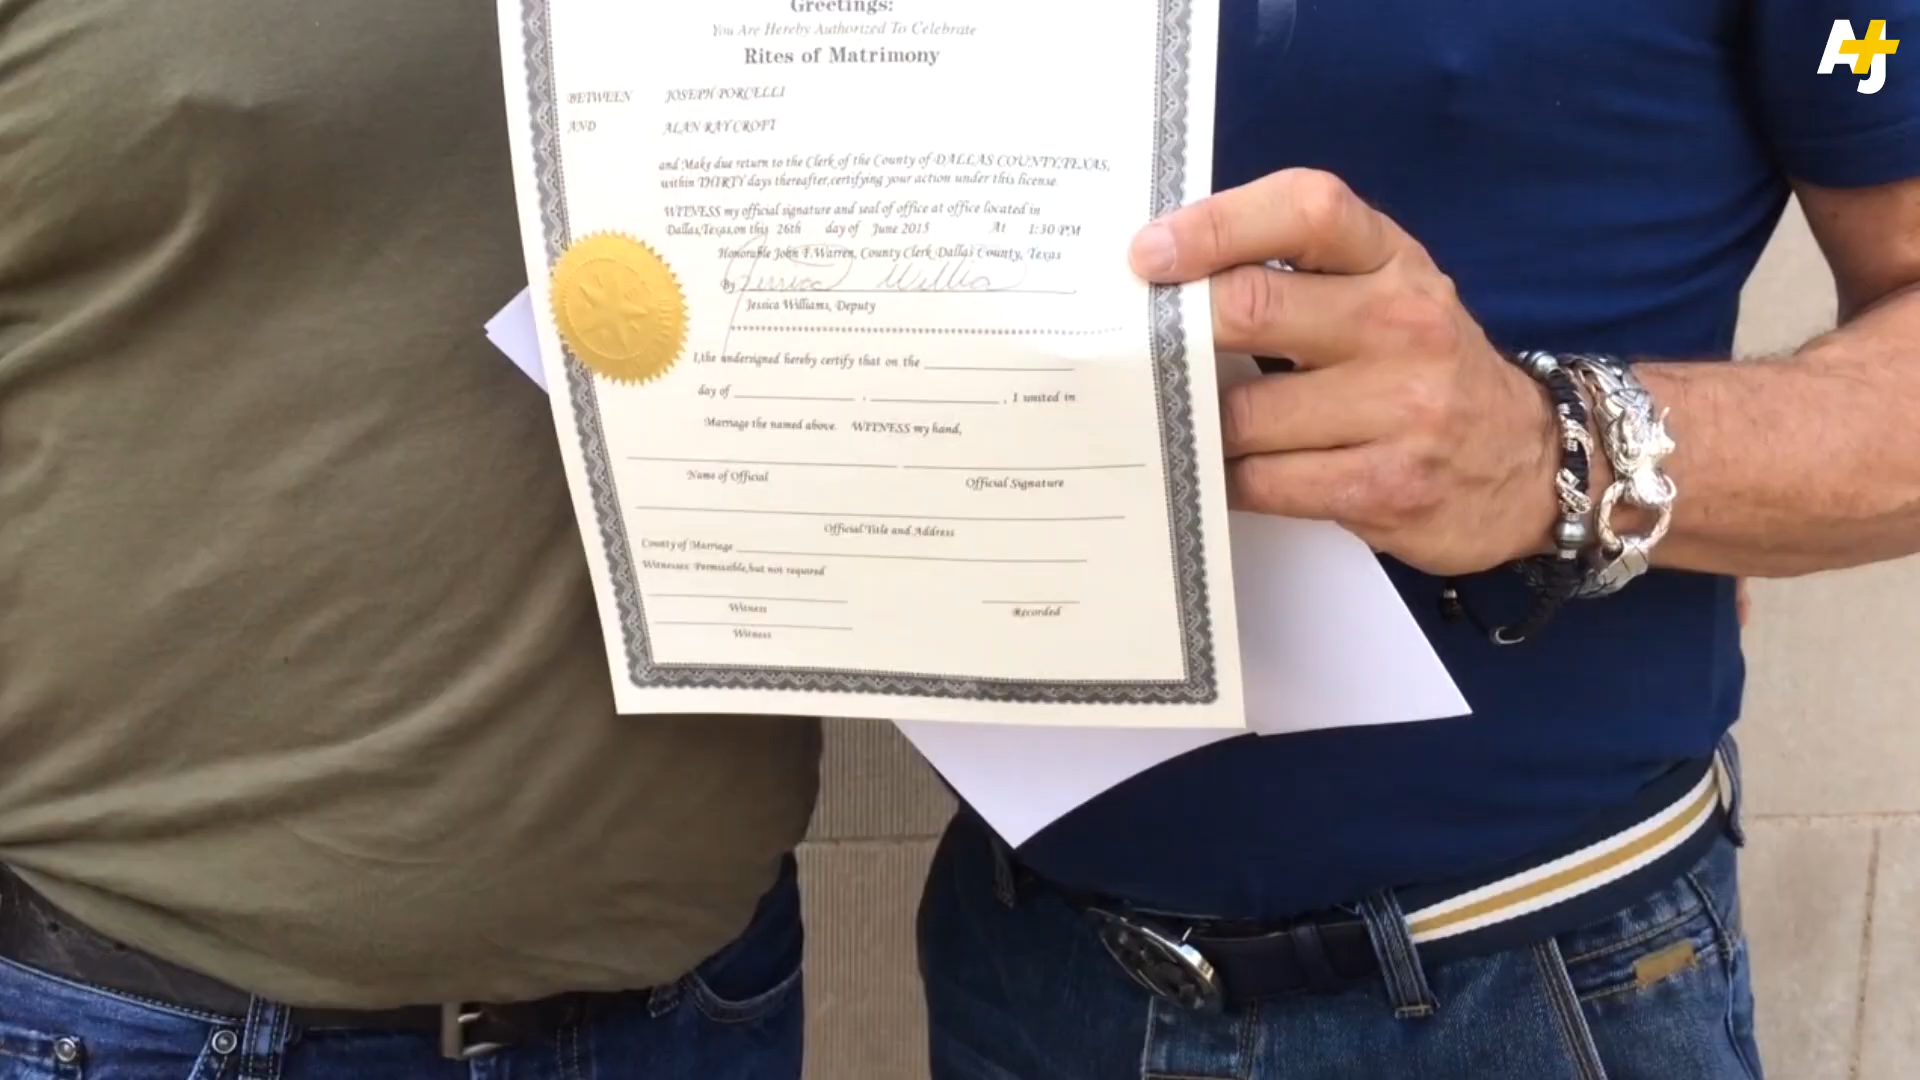 Greetings:
You Are Hereby Authorized To Celebrate
Rites of Matrimony
BETWEEN JOSEPH PORCELLI
AND ALAN RAY CROFT
and Make due return to the Clerk of the County of DALLAS COUNTY,TEXAS,
within THIRTY days thereafter,certifying your action under this license.
WITNESS my official signature and seal of office at office located in
Dallas,Texas,on this 26th day of June 2015 At 1:30 PM
Honorable John F.Warren, County Clerk Dallas County, Texas
By
Jessica Williams, Deputy
I,the undersigned hereby certify that on the
day of , , I united in
Marriage the named above. WITNESS my hand,
Name of Official Official Signature
Official Title and Address
County of Marriage
Witnesses: Permissible,but not required
Witness Recorded
Witness
AJ+